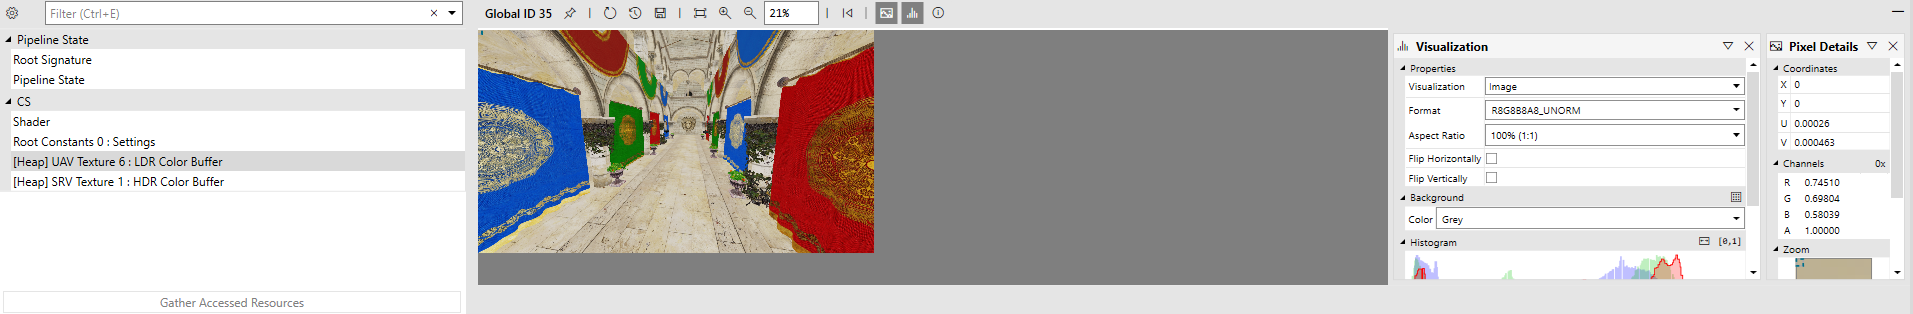 Filter (Ctrl+E)
Pipeline State
Root Signature
Pipeline State
CS
Shader
Root Constants 0 : Settings
[Heap] UAV Texture 6 : LDR Color Buffer
[Heap] SRV Texture 1 : HDR Color Buffer
Gather Accessed Resources
Global ID 35
21%
Visualization
Properties
Visualization Image
Format R8G8B8A8_UNORM
Aspect Ratio 100% (1:1)
Flip Horizontally
Flip Vertically
Background
Color Grey
Histogram [0,1]
Pixel Details
Coordinates
X 0
Y 0
U 0.00026
V 0.000463
Channels 0x
R 0.74510
G 0.69804
B 0.58039
A 1.00000
Zoom